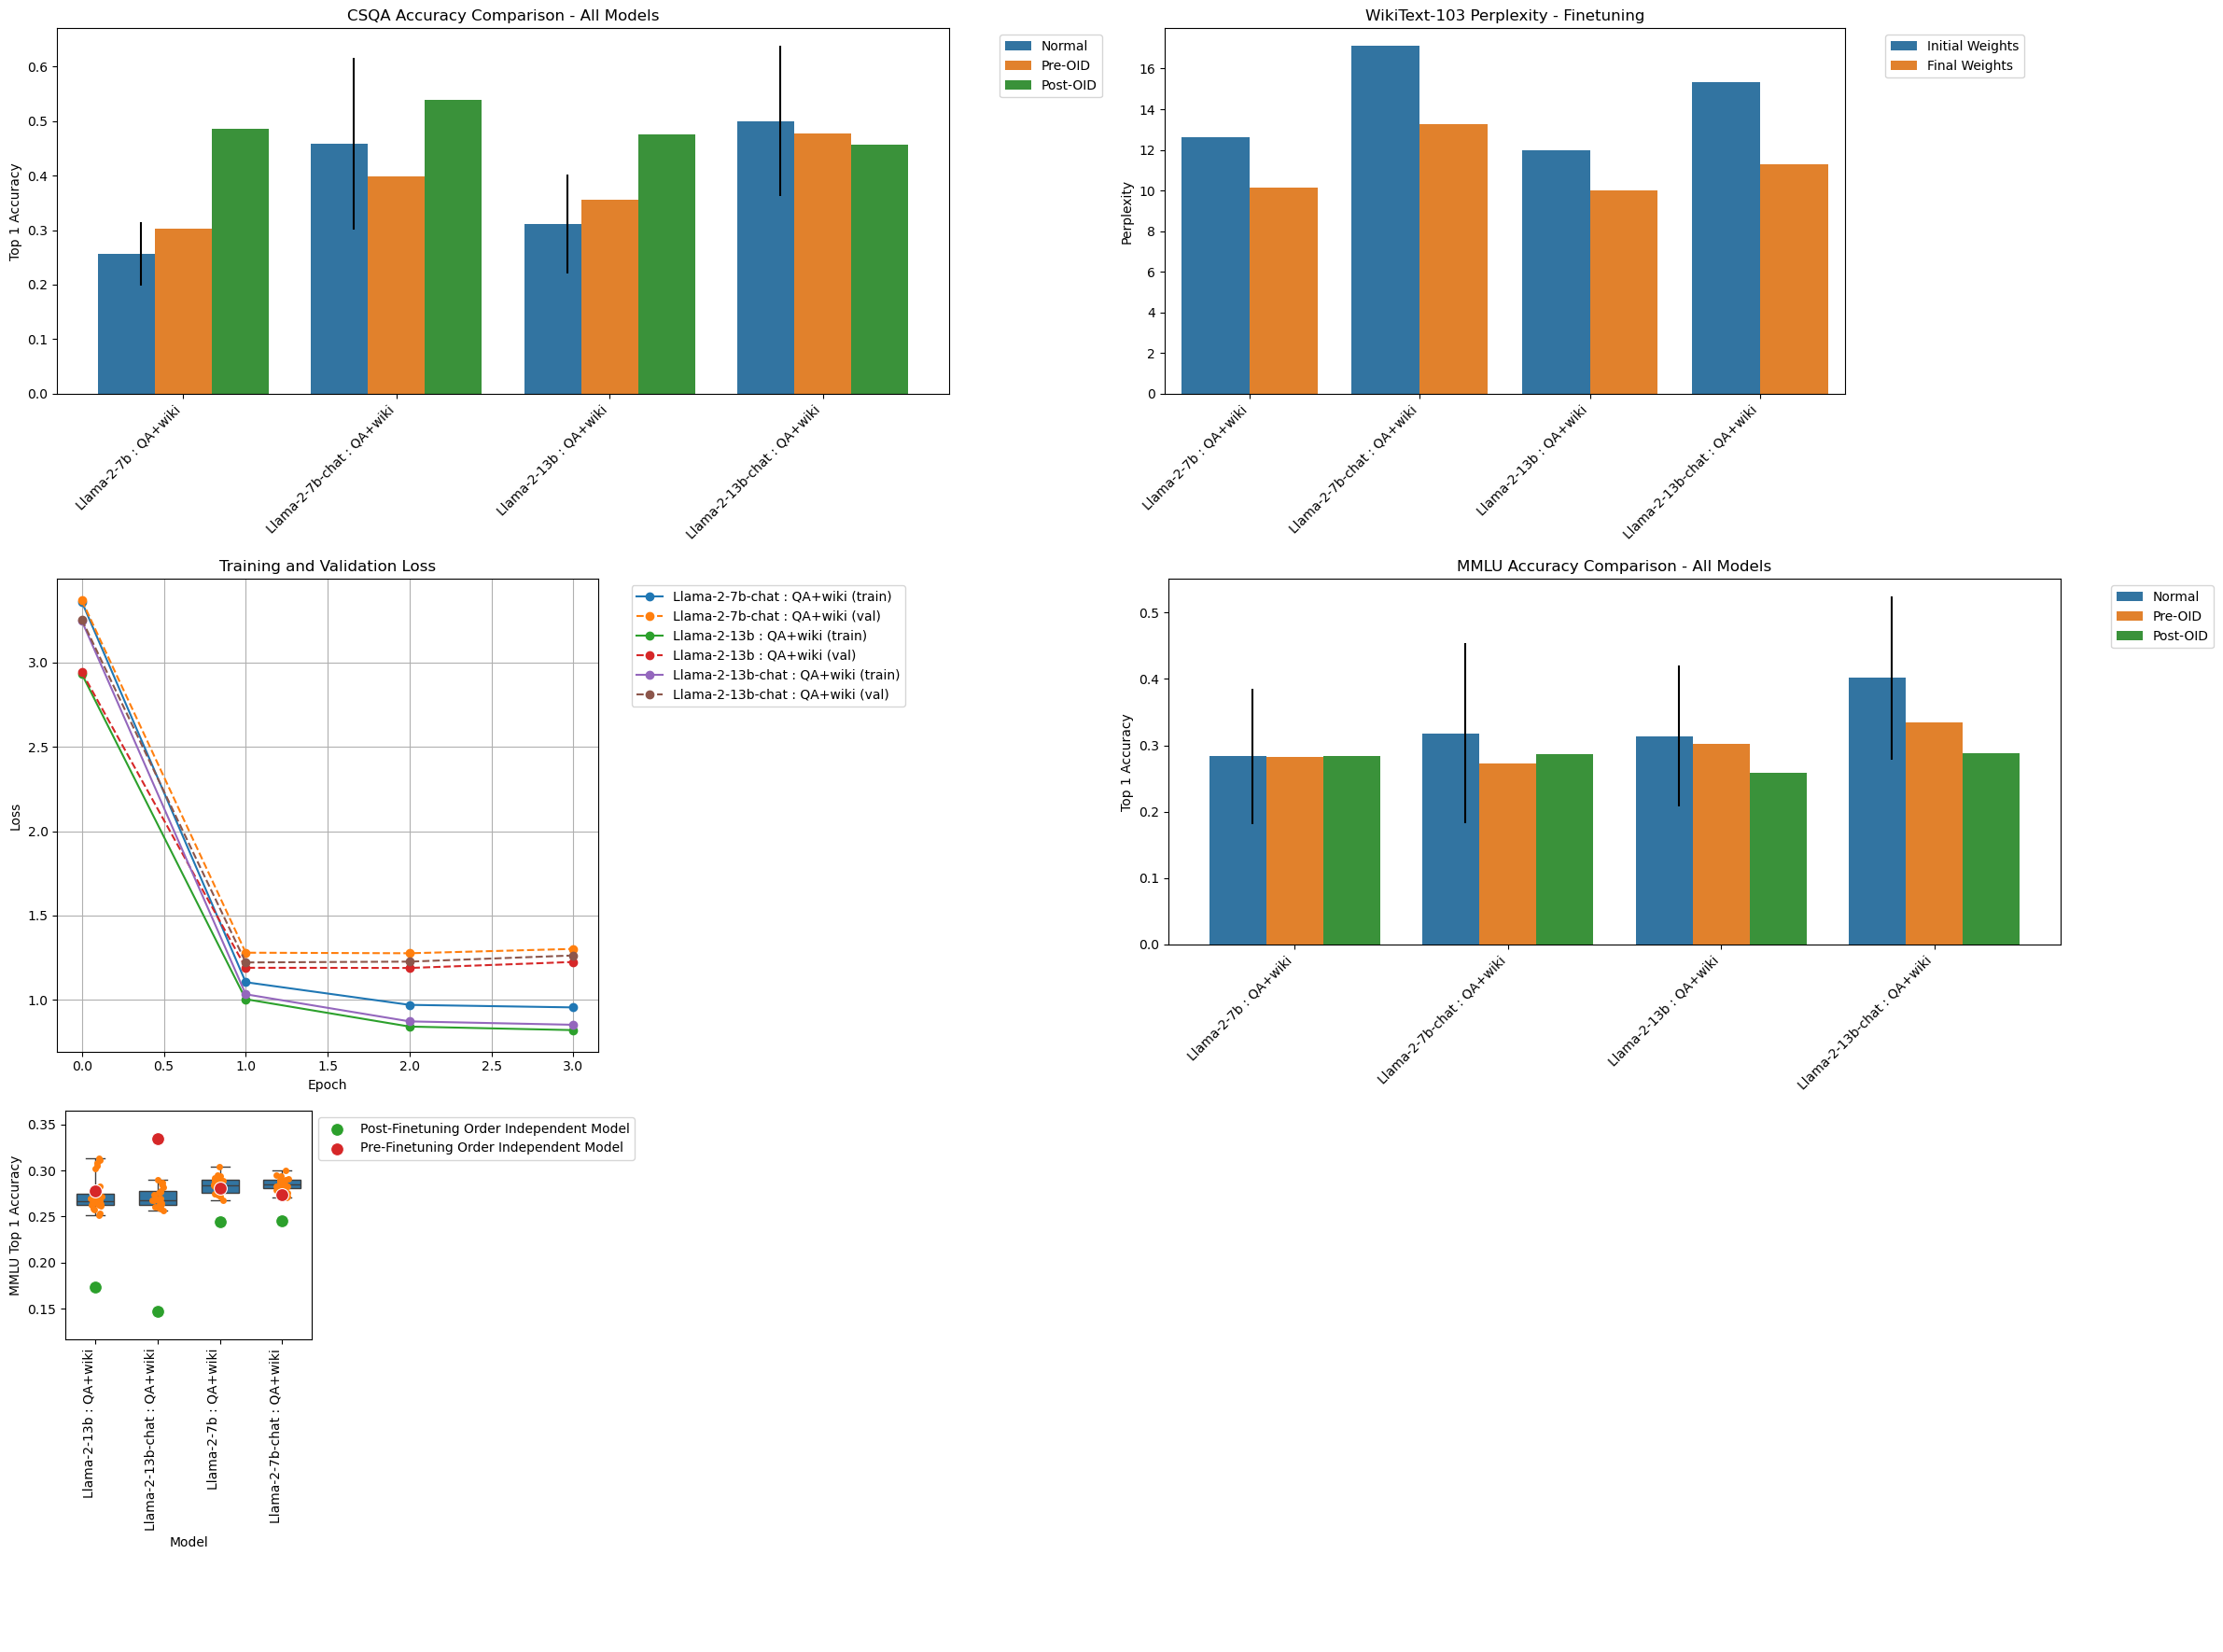 CSQA Accuracy Comparison - All Models
Top 1 Accuracy
0.6
0.5
0.4
0.3
0.2
0.1
0.0
Llama-2-7b : QA+wiki
Llama-2-7b-chat : QA+wiki
Llama-2-13b : QA+wiki
Llama-2-13b-chat : QA+wiki
Normal
Pre-OID
Post-OID
WikiText-103 Perplexity - Finetuning
Perplexity
16
14
12
10
8
6
4
2
0
Llama-2-7b : QA+wiki
Llama-2-7b-chat : QA+wiki
Llama-2-13b : QA+wiki
Llama-2-13b-chat : QA+wiki
Initial Weights
Final Weights
Training and Validation Loss
Loss
3.0
2.5
2.0
1.5
1.0
0.0 0.5 1.0 1.5 2.0 2.5 3.0
Epoch
Llama-2-7b-chat : QA+wiki (train)
Llama-2-7b-chat : QA+wiki (val)
Llama-2-13b : QA+wiki (train)
Llama-2-13b : QA+wiki (val)
Llama-2-13b-chat : QA+wiki (train)
Llama-2-13b-chat : QA+wiki (val)
MMLU Accuracy Comparison - All Models
Top 1 Accuracy
0.5
0.4
0.3
0.2
0.1
0.0
Llama-2-7b : QA+wiki
Llama-2-7b-chat : QA+wiki
Llama-2-13b : QA+wiki
Llama-2-13b-chat : QA+wiki
Normal
Pre-OID
Post-OID
MMLU Top 1 Accuracy
0.35
0.30
0.25
0.20
0.15
Llama-2-13b : QA+wiki
Llama-2-13b-chat : QA+wiki
Llama-2-7b : QA+wiki
Llama-2-7b-chat : QA+wiki
Model
Post-Finetuning Order Independent Model
Pre-Finetuning Order Independent Model